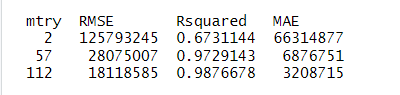 mtry RMSE Rsquared MAE
2 125793245 0.6731144 66314877
57 28075007 0.9729143 6876751
112 18118585 0.9876678 3208715